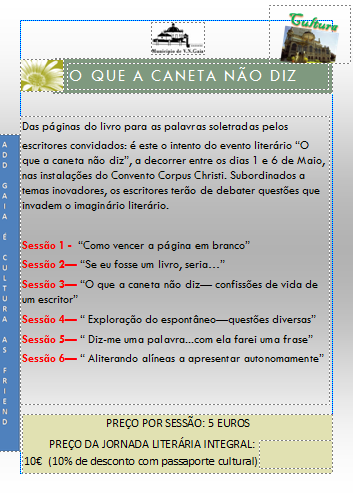 Cultura
Município de V.N.Gaia
O QUE A CANETA NÃO DIZ
Das páginas do livro para as palavras soletradas pelos
escritores convidados: é este o intento do evento literário “O
que a caneta não diz”, a decorrer entre os dias 1 e 6 de Maio,
nas instalações do Convento Corpus Christi. Subordinados a
temas inovadores, os escritores terão de debater questões que
invadem o imaginário literário.
Sessão 1 - “Como vencer a página em branco”
Sessão 2— “Se eu fosse um livro, seria…”
Sessão 3— “O que a caneta não diz— confissões de vida de
um escritor”
Sessão 4— “ Exploração do espontâneo—questões diversas”
Sessão 5— “ Diz-me uma palavra...com ela farei uma frase”
Sessão 6— “ Aliterando alíneas a apresentar autonomamente”
ADD GAIA É CULTURA AS FRIEND
PREÇO POR SESSÃO: 5 EUROS
PREÇO DA JORNADA LITERÁRIA INTEGRAL:
10€ (10% de desconto com passaporte cultural)